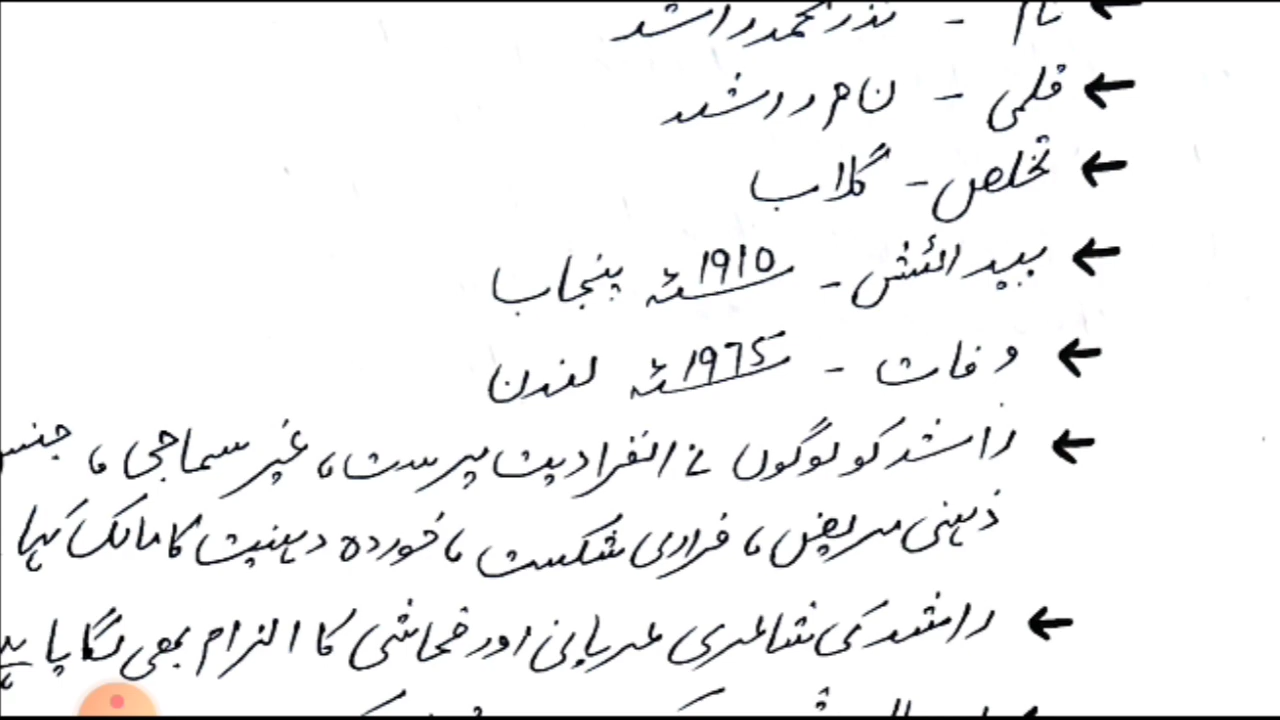 نام - نذر محمد راشد
← قلمی - ن م راشد
← تخلص - گلاب
← پیدائش - 1910ء پنجاب
← وفات - 1975ء لندن
← راشد کو لوگوں نے انفرادیت پرست، غیر سماجی، جنس
ذہنی مریض، فراری شکست، خوردہ ذہنیت کا مالک کہا
← راشد کی شاعری عریانی اور فحاشی کا الزام بھی لگایا